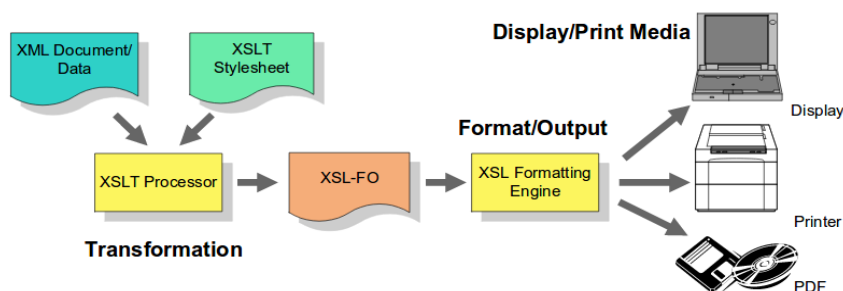 XML Document/
Data
XSLT
Stylesheet
Display/Print Media
Display
Format/Output
XSLT Processor
XSL-FO
XSL Formatting
Engine
Printer
Transformation
PDF